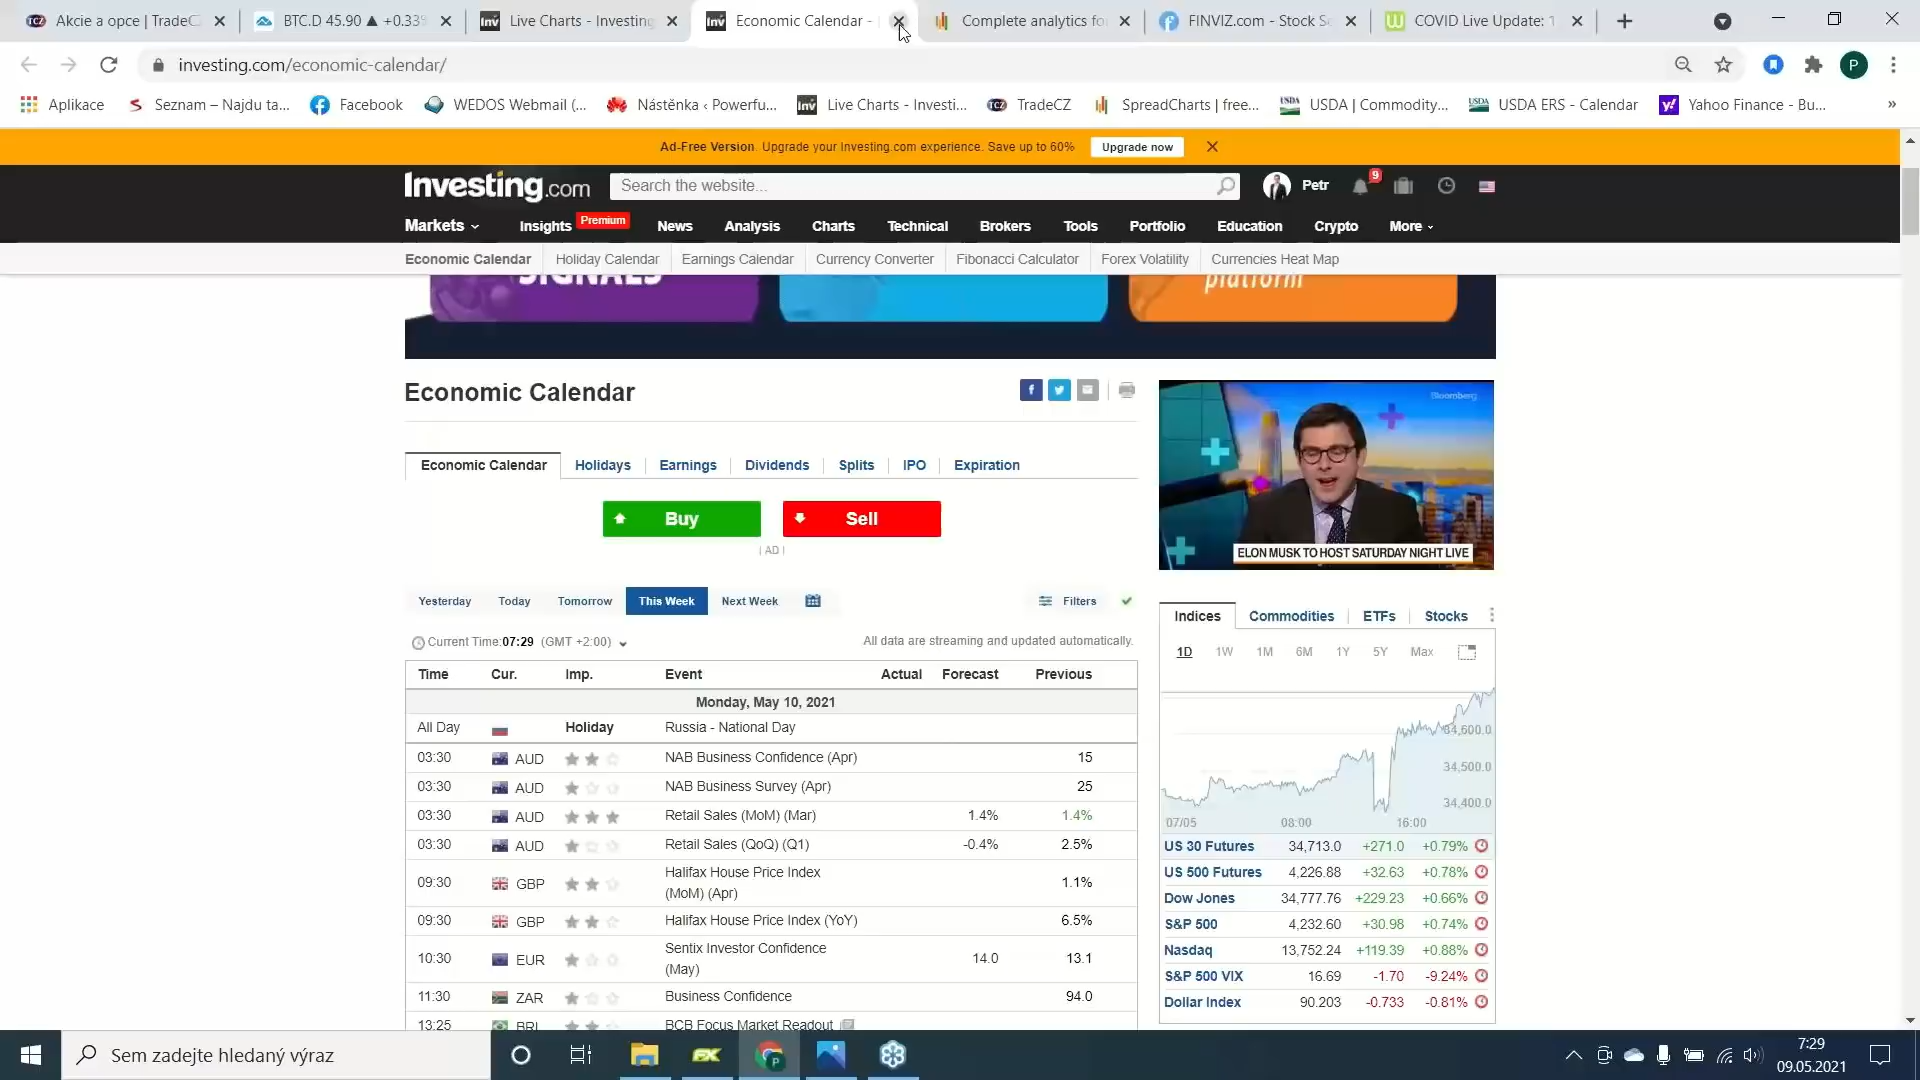 Akcie a opce | TradeC
BTC.D 45.90 ▲ +0.33
Live Charts - Investing
Economic Calendar -
Complete analytics fo
FINVIZ.com - Stock S
COVID Live Update: 1
investing.com/economic-calendar/
P
Aplikace
Seznam – Najdu ta...
Facebook
WEDOS Webmail (...
Nástěnka ‹ Powerfu...
Live Charts - Investi...
TradeCZ
SpreadCharts | free...
USDA | Commodity...
USDA ERS - Calendar
Yahoo Finance - Bu...
»
Ad-Free Version. Upgrade your Investing.com experience. Save up to 60%
Upgrade now
Investing.com
Search the website...
Petr
9
Markets
Insights
Premium
News
Analysis
Charts
Technical
Brokers
Tools
Portfolio
Education
Crypto
More
Economic Calendar
Holiday Calendar
Earnings Calendar
Currency Converter
Fibonacci Calculator
Forex Volatility
Currencies Heat Map
SIGNALS
platform
Economic Calendar
Bloomberg
ELON MUSK TO HOST SATURDAY NIGHT LIVE
Economic Calendar
Holidays
Earnings
Dividends
Splits
IPO
Expiration
Buy
Sell
| AD |
Yesterday
Today
Tomorrow
This Week
Next Week
Filters
Current Time:07:29 (GMT +2:00)
All data are streaming and updated automatically.
Time Cur. Imp. Event Actual Forecast Previous
Monday, May 10, 2021
All Day Holiday Russia - National Day
03:30 AUD NAB Business Confidence (Apr) 15
03:30 AUD NAB Business Survey (Apr) 25
03:30 AUD Retail Sales (MoM) (Mar) 1.4% 1.4%
03:30 AUD Retail Sales (QoQ) (Q1) -0.4% 2.5%
09:30 GBP Halifax House Price Index
(MoM) (Apr) 1.1%
09:30 GBP Halifax House Price Index (YoY) 6.5%
10:30 EUR Sentix Investor Confidence
(May) 14.0 13.1
11:30 ZAR Business Confidence 94.0
13:25 BRL BCB Focus Market Readout
Indices
Commodities
ETFs
Stocks
1D 1W 1M 6M 1Y 5Y Max
34,600.0
34,500.0
34,400.0
07/05 08:00 16:00
US 30 Futures 34,713.0 +271.0 +0.79%
US 500 Futures 4,226.88 +32.63 +0.78%
Dow Jones 34,777.76 +229.23 +0.66%
S&P 500 4,232.60 +30.98 +0.74%
Nasdaq 13,752.24 +119.39 +0.88%
S&P 500 VIX 16.69 -1.70 -9.24%
Dollar Index 90.203 -0.733 -0.81%
Sem zadejte hledaný výraz
7:29
09.05.2021